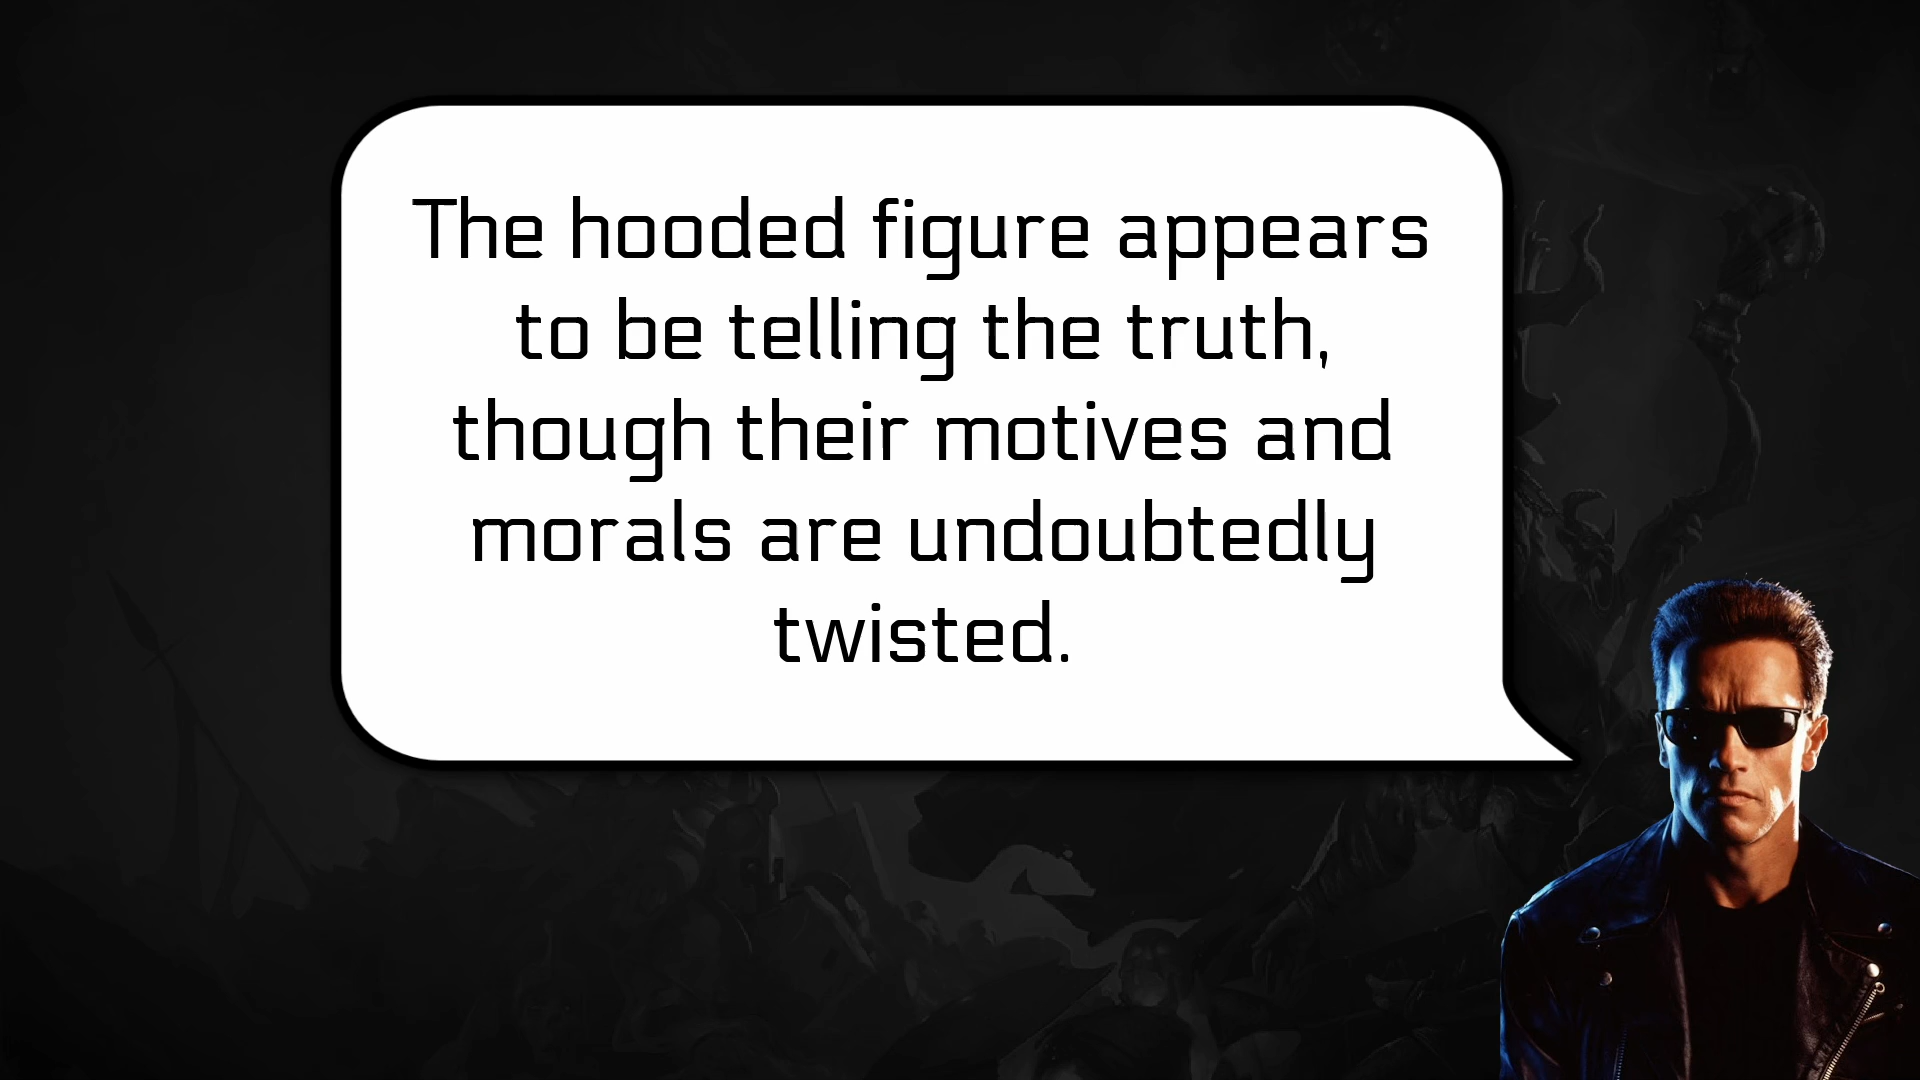 The hooded figure appears
to be telling the truth,
though their motives and
morals are undoubtedly
twisted.